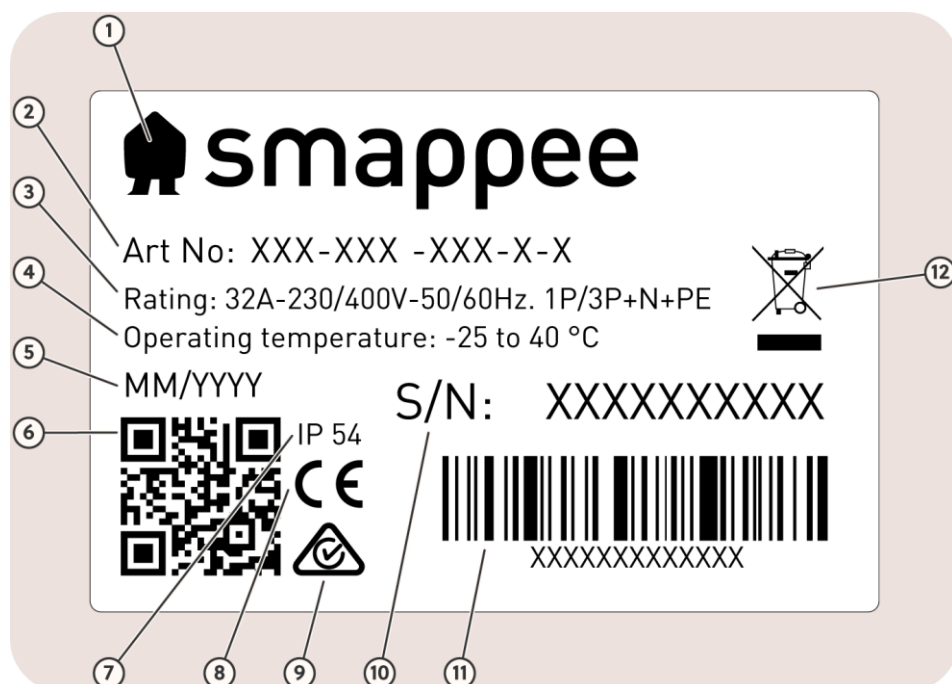 1
2
3
4
5
6
7
8
9
10
11
12
smappee
Art No: XXX-XXX -XXX-X-X
Rating: 32A-230/400V-50/60Hz. 1P/3P+N+PE
Operating temperature: -25 to 40 °C
MM/YYYY
S/N: XXXXXXXXXX
IP 54
CE
XXXXXXXXXXXXX